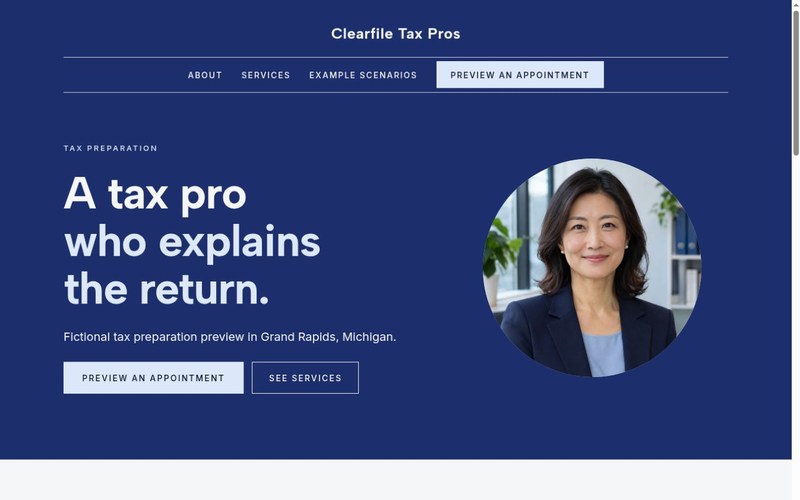 Clearfile Tax Pros
ABOUT SERVICES EXAMPLE SCENARIOS PREVIEW AN APPOINTMENT
TAX PREPARATION
A tax pro
who explains
the return.
Fictional tax preparation preview in Grand Rapids, Michigan.
PREVIEW AN APPOINTMENT SEE SERVICES